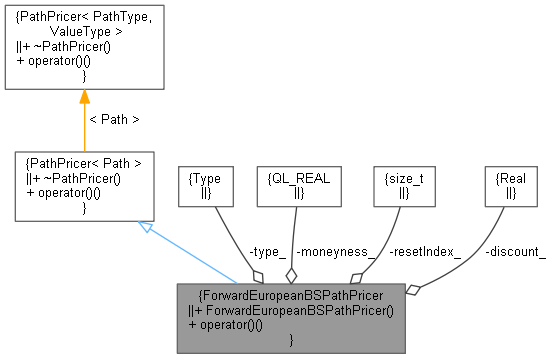 {PathPricer< PathType,
ValueType >
||+ ~PathPricer()
+ operator()()
}
< Path >
{PathPricer< Path >
||+ ~PathPricer()
+ operator()()
}
{Type
||}
{QL_REAL
||}
{size_t
||}
{Real
||}
-type_
-moneyness_
-resetIndex_
-discount_
{ForwardEuropeanBSPathPricer
||+ ForwardEuropeanBSPathPricer()
+ operator()()
}